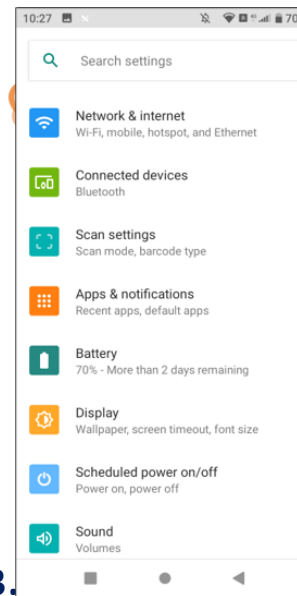 10:27 70
Search settings
Network & internet
Wi-Fi, mobile, hotspot, and Ethernet
Connected devices
Bluetooth
Scan settings
Scan mode, barcode type
Apps & notifications
Recent apps, default apps
Battery
70% - More than 2 days remaining
Display
Wallpaper, screen timeout, font size
Scheduled power on/off
Power on, power off
Sound
Volumes